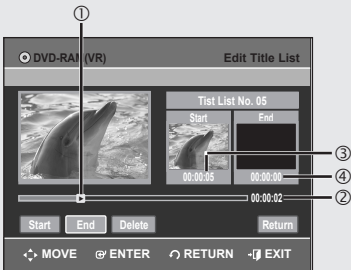 ①
DVD-RAM(VR) Edit Title List
Tist List No. 05
Start End
③
00:00:05 00:00:00 ④
00:00:02 ②
Start End Delete Return
MOVE ENTER RETURN EXIT